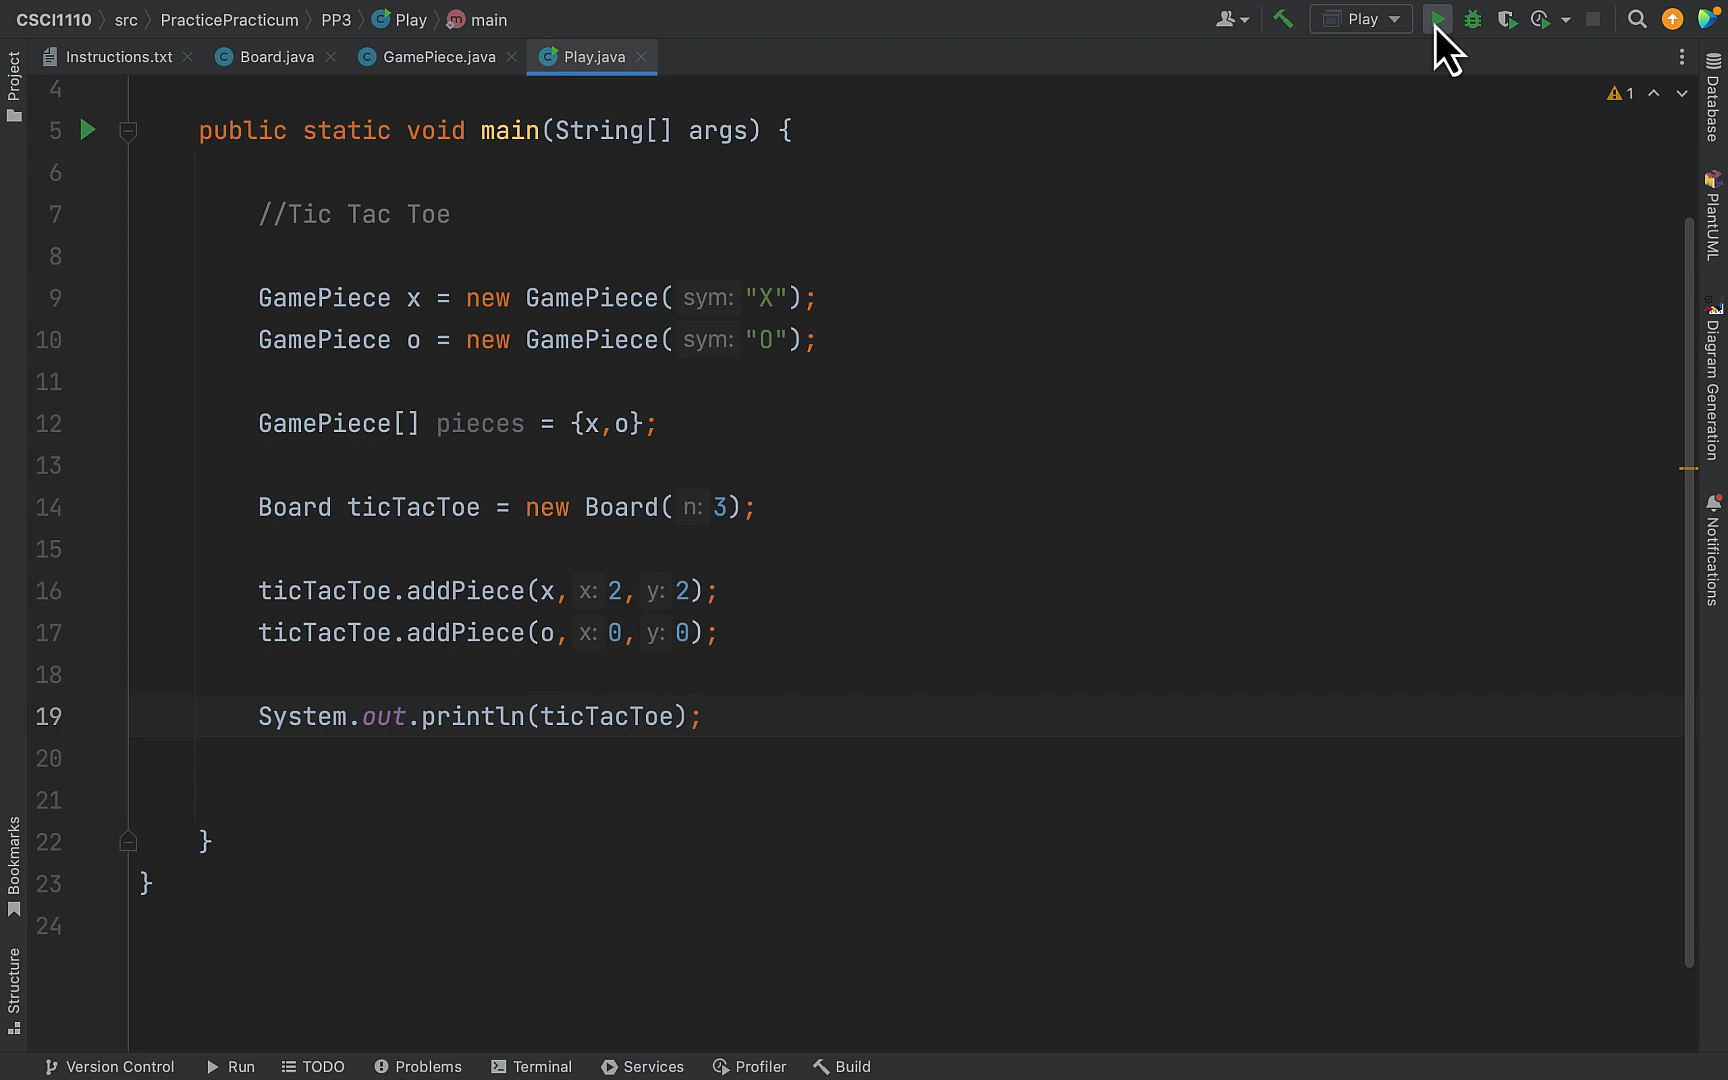 CSCI1110 src PracticePracticum PP3 Play main
Play
Instructions.txt Board.java GamePiece.java Play.java
Project
4
1
5 public static void main(String[] args) {
6
7 //Tic Tac Toe
8
9 GamePiece x = new GamePiece( sym: "X");
10 GamePiece o = new GamePiece( sym: "O");
11
12 GamePiece[] pieces = {x,o};
13
14 Board ticTacToe = new Board( n: 3);
15
16 ticTacToe.addPiece(x, x: 2, y: 2);
17 ticTacToe.addPiece(o, x: 0, y: 0);
18
19 System.out.println(ticTacToe);
20
21
22 }
23 }
24
Bookmarks
Structure
Database
PlantUML
Diagram Generation
Notifications
Version Control Run TODO Problems Terminal Services Profiler Build